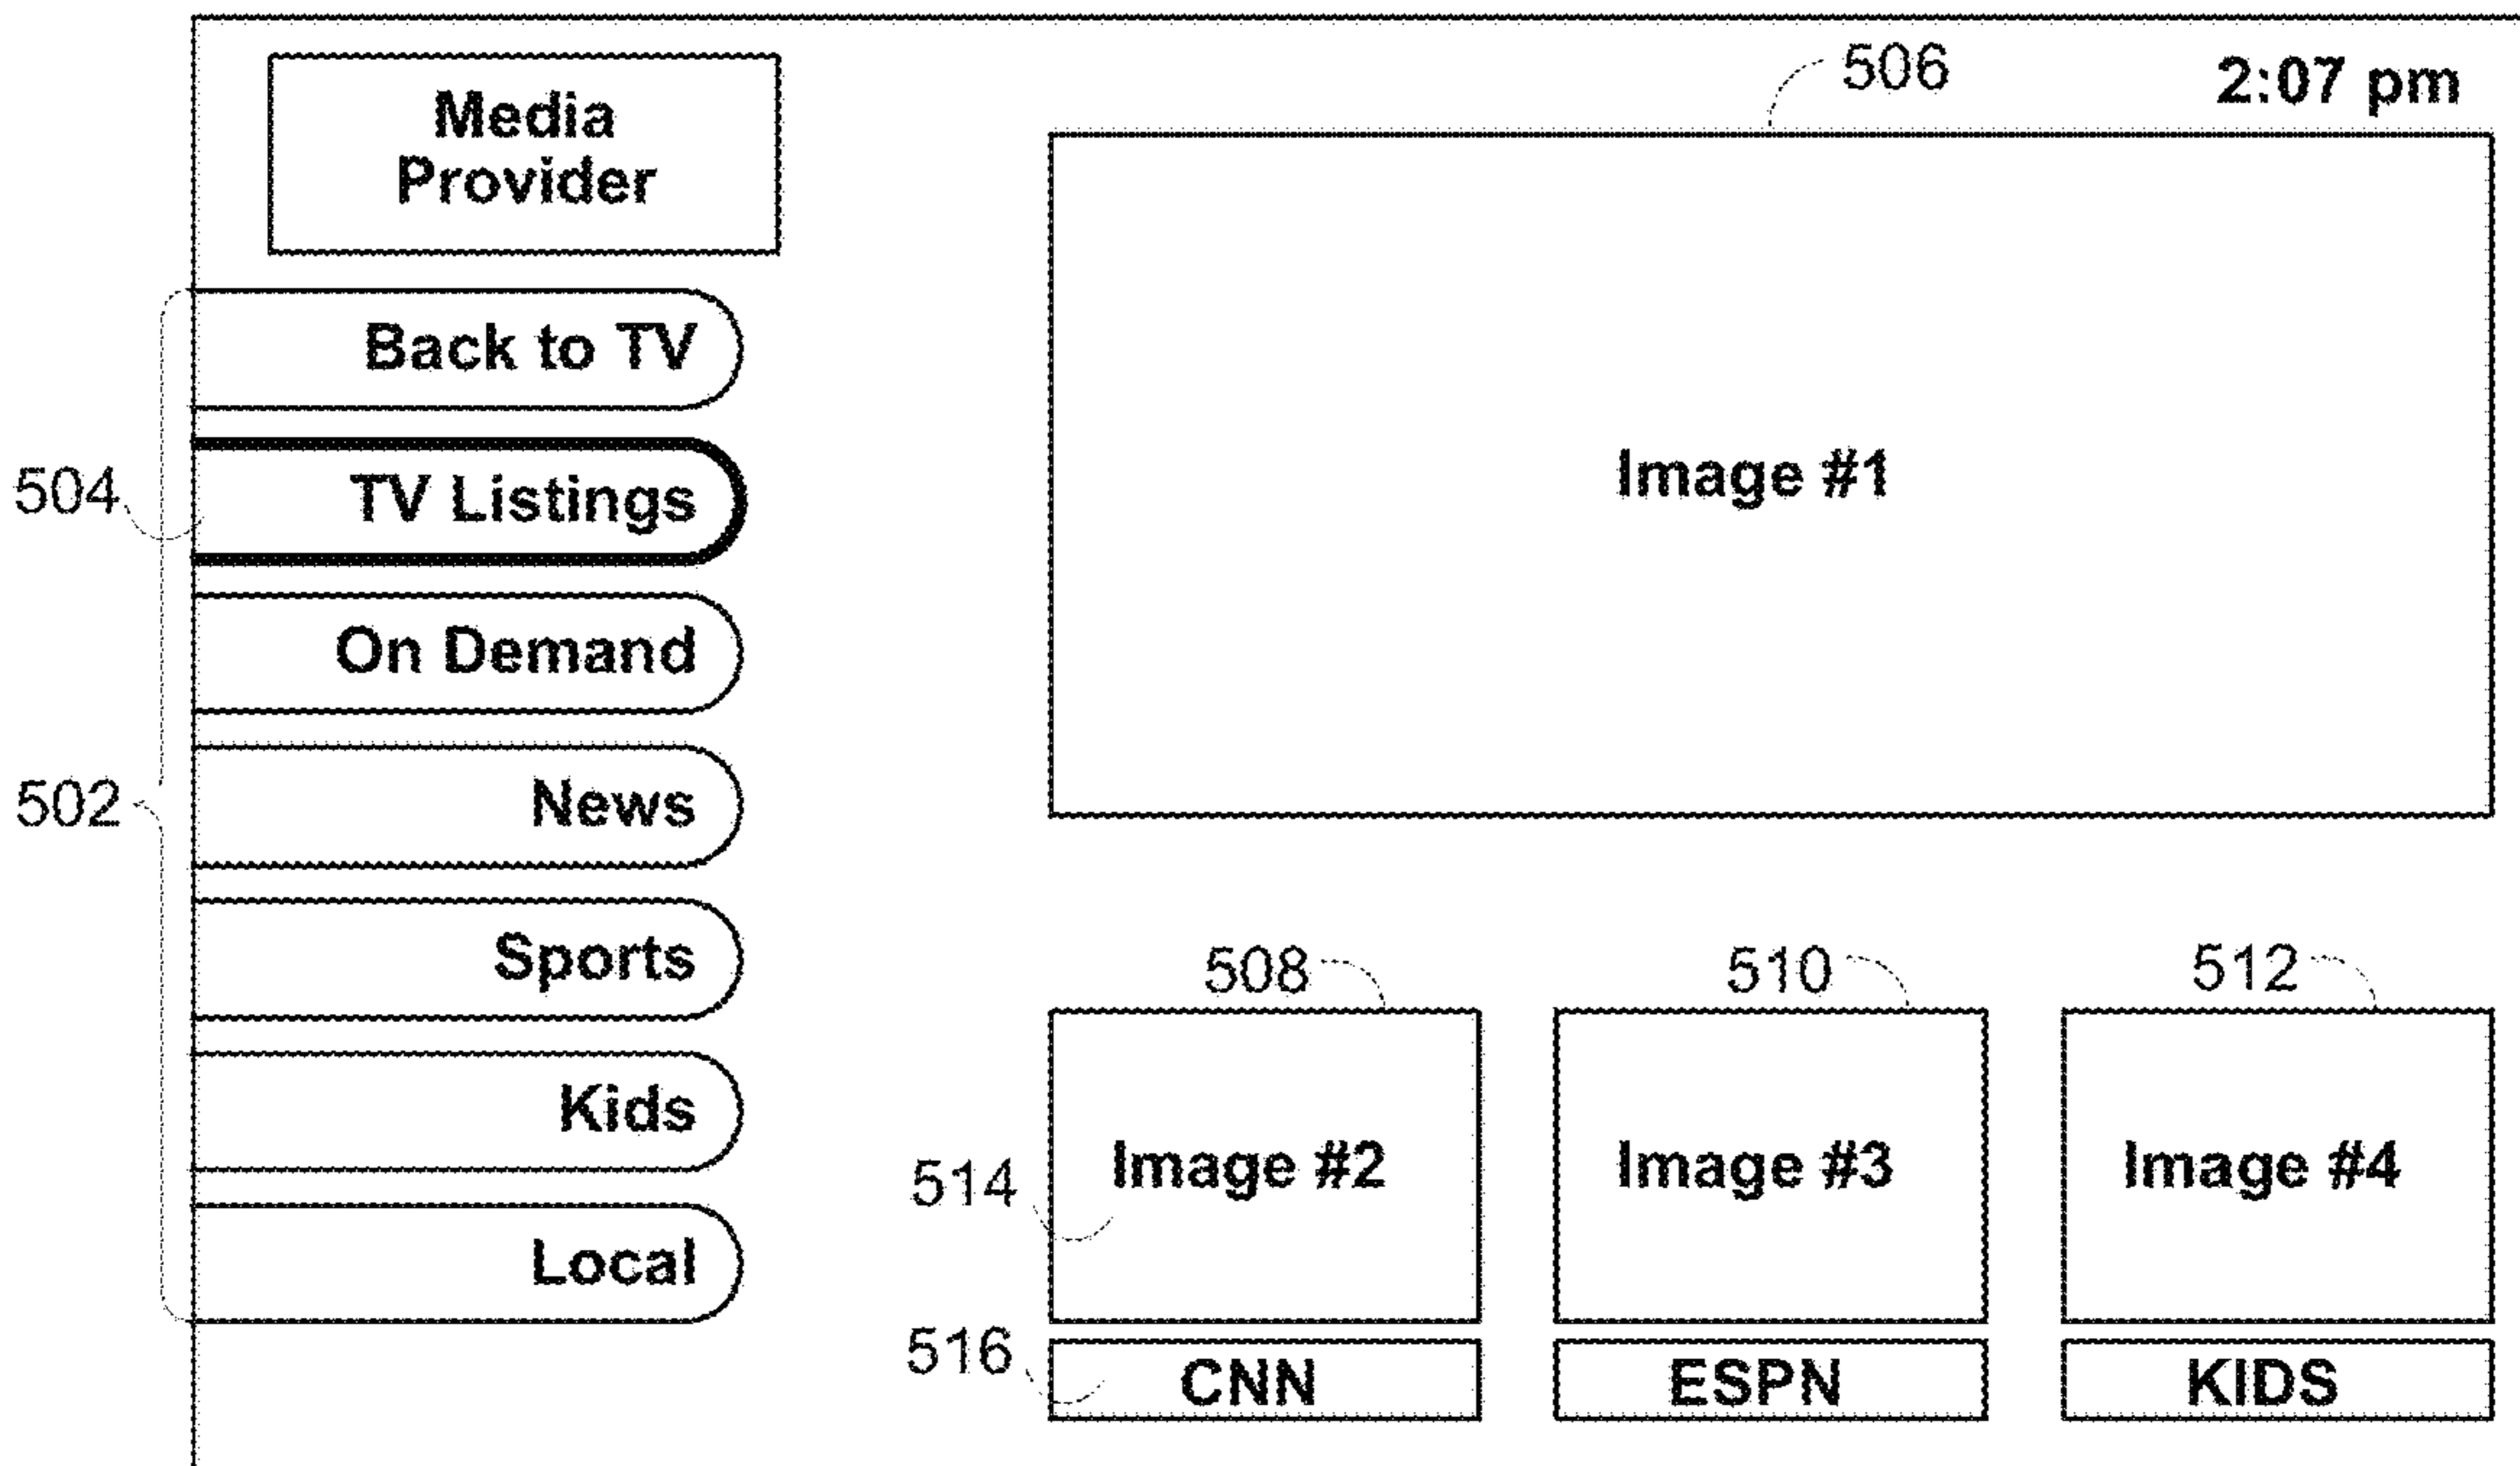 506
2:07 pm
Media
Provider
Back to TV
504
TV Listings
Image #1
On Demand
502
News
Sports
508
510
512
Kids
514
Image #2
Image #3
Image #4
Local
516
CNN
ESPN
KIDS